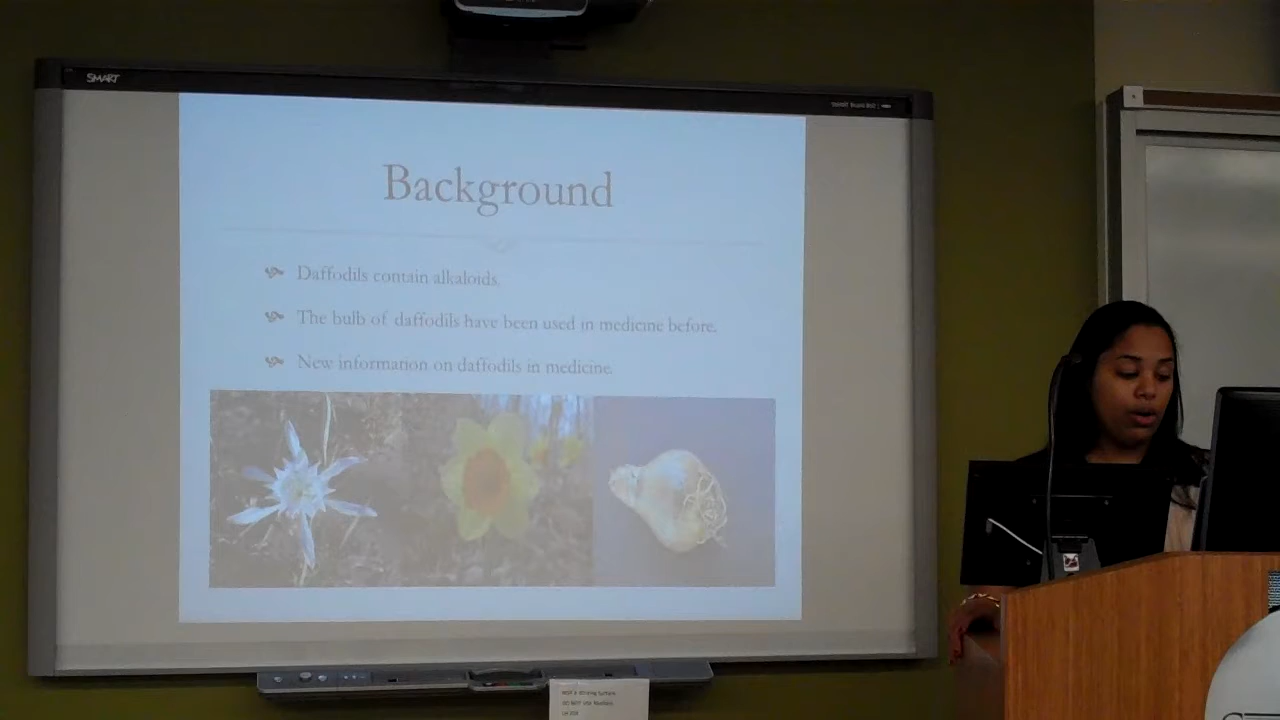 SMART
Background
Daffodils contain alkaloids.
The bulb of daffodils have been used in medicine before.
New information on daffodils in medicine.